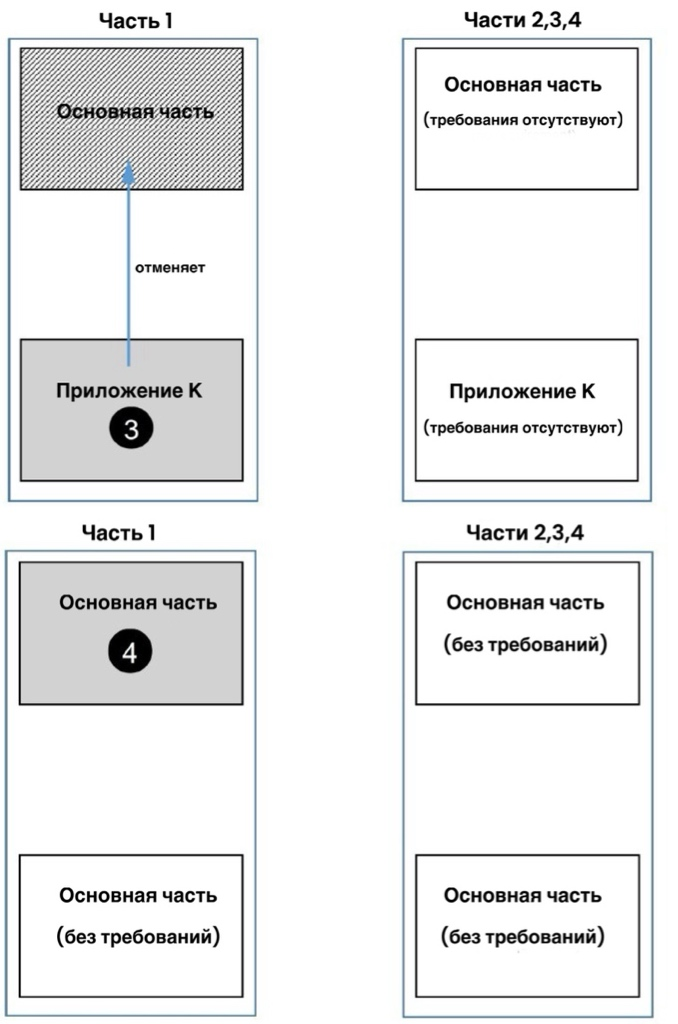 Часть 1
Части 2,3,4
Основная часть
Основная часть
(требования отсутствуют)
отменяет
Приложение К
3
Приложение К
(требования отсутствуют)
Часть 1
Части 2,3,4
Основная часть
4
Основная часть
(без требований)
Основная часть
(без требований)
Основная часть
(без требований)